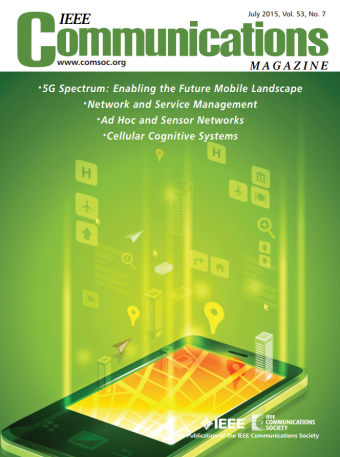 July 2015, Vol. 53, No. 7
IEEE
Communications
www.comsoc.org
MAGAZINE
•5G Spectrum: Enabling the Future Mobile Landscape
•Network and Service Management
•Ad Hoc and Sensor Networks
•Cellular Cognitive Systems
H
H
IEEE
IEEE
COMMUNICATIONS
SOCIETY
Publication of the IEEE Communications Society